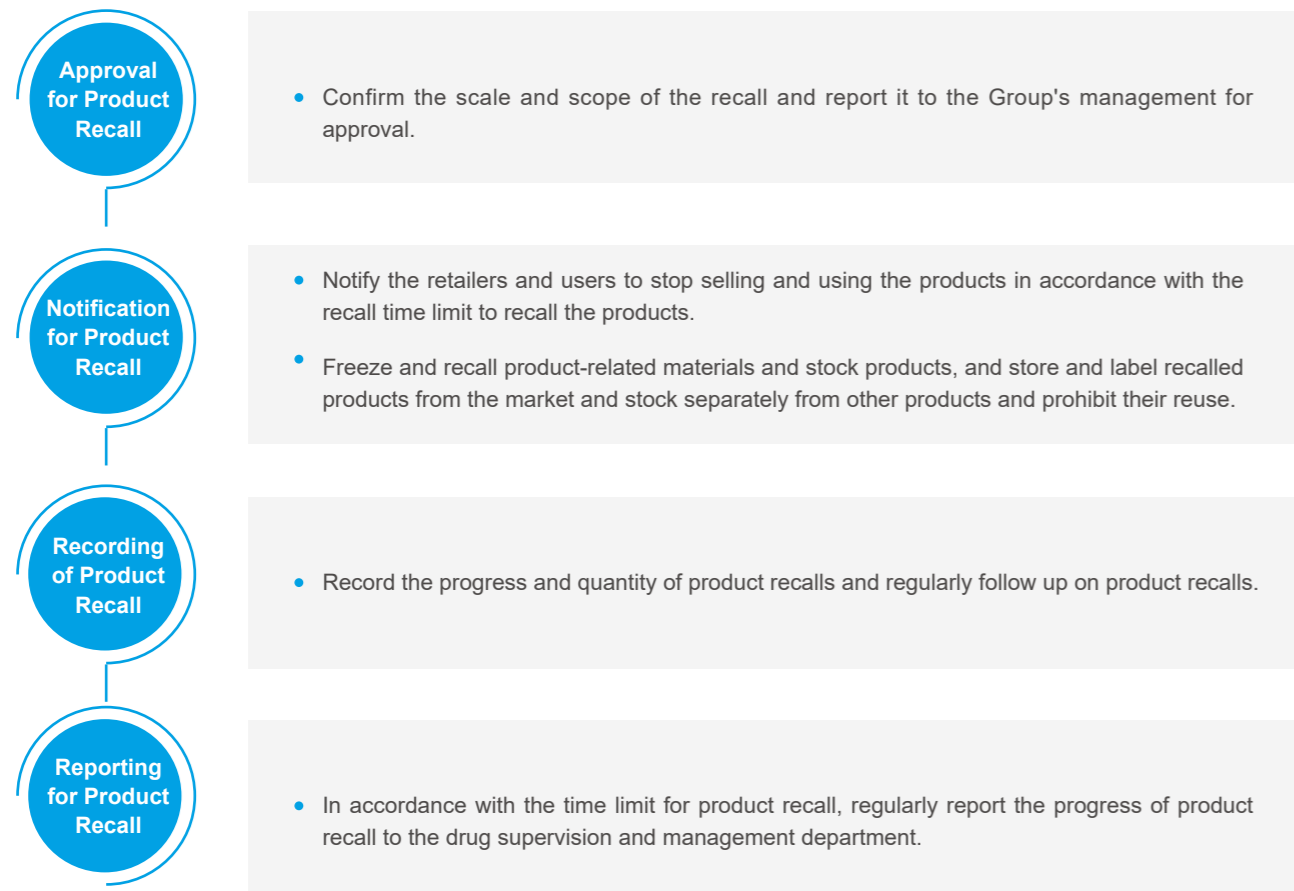 Approval
for Product
Recall
• Confirm the scale and scope of the recall and report it to the Group's management for
approval.
Notification
for Product
Recall
• Notify the retailers and users to stop selling and using the products in accordance with the
recall time limit to recall the products.
• Freeze and recall product-related materials and stock products, and store and label recalled
products from the market and stock separately from other products and prohibit their reuse.
Recording
of Product
Recall
• Record the progress and quantity of product recalls and regularly follow up on product recalls.
Reporting
for Product
Recall
• In accordance with the time limit for product recall, regularly report the progress of product
recall to the drug supervision and management department.